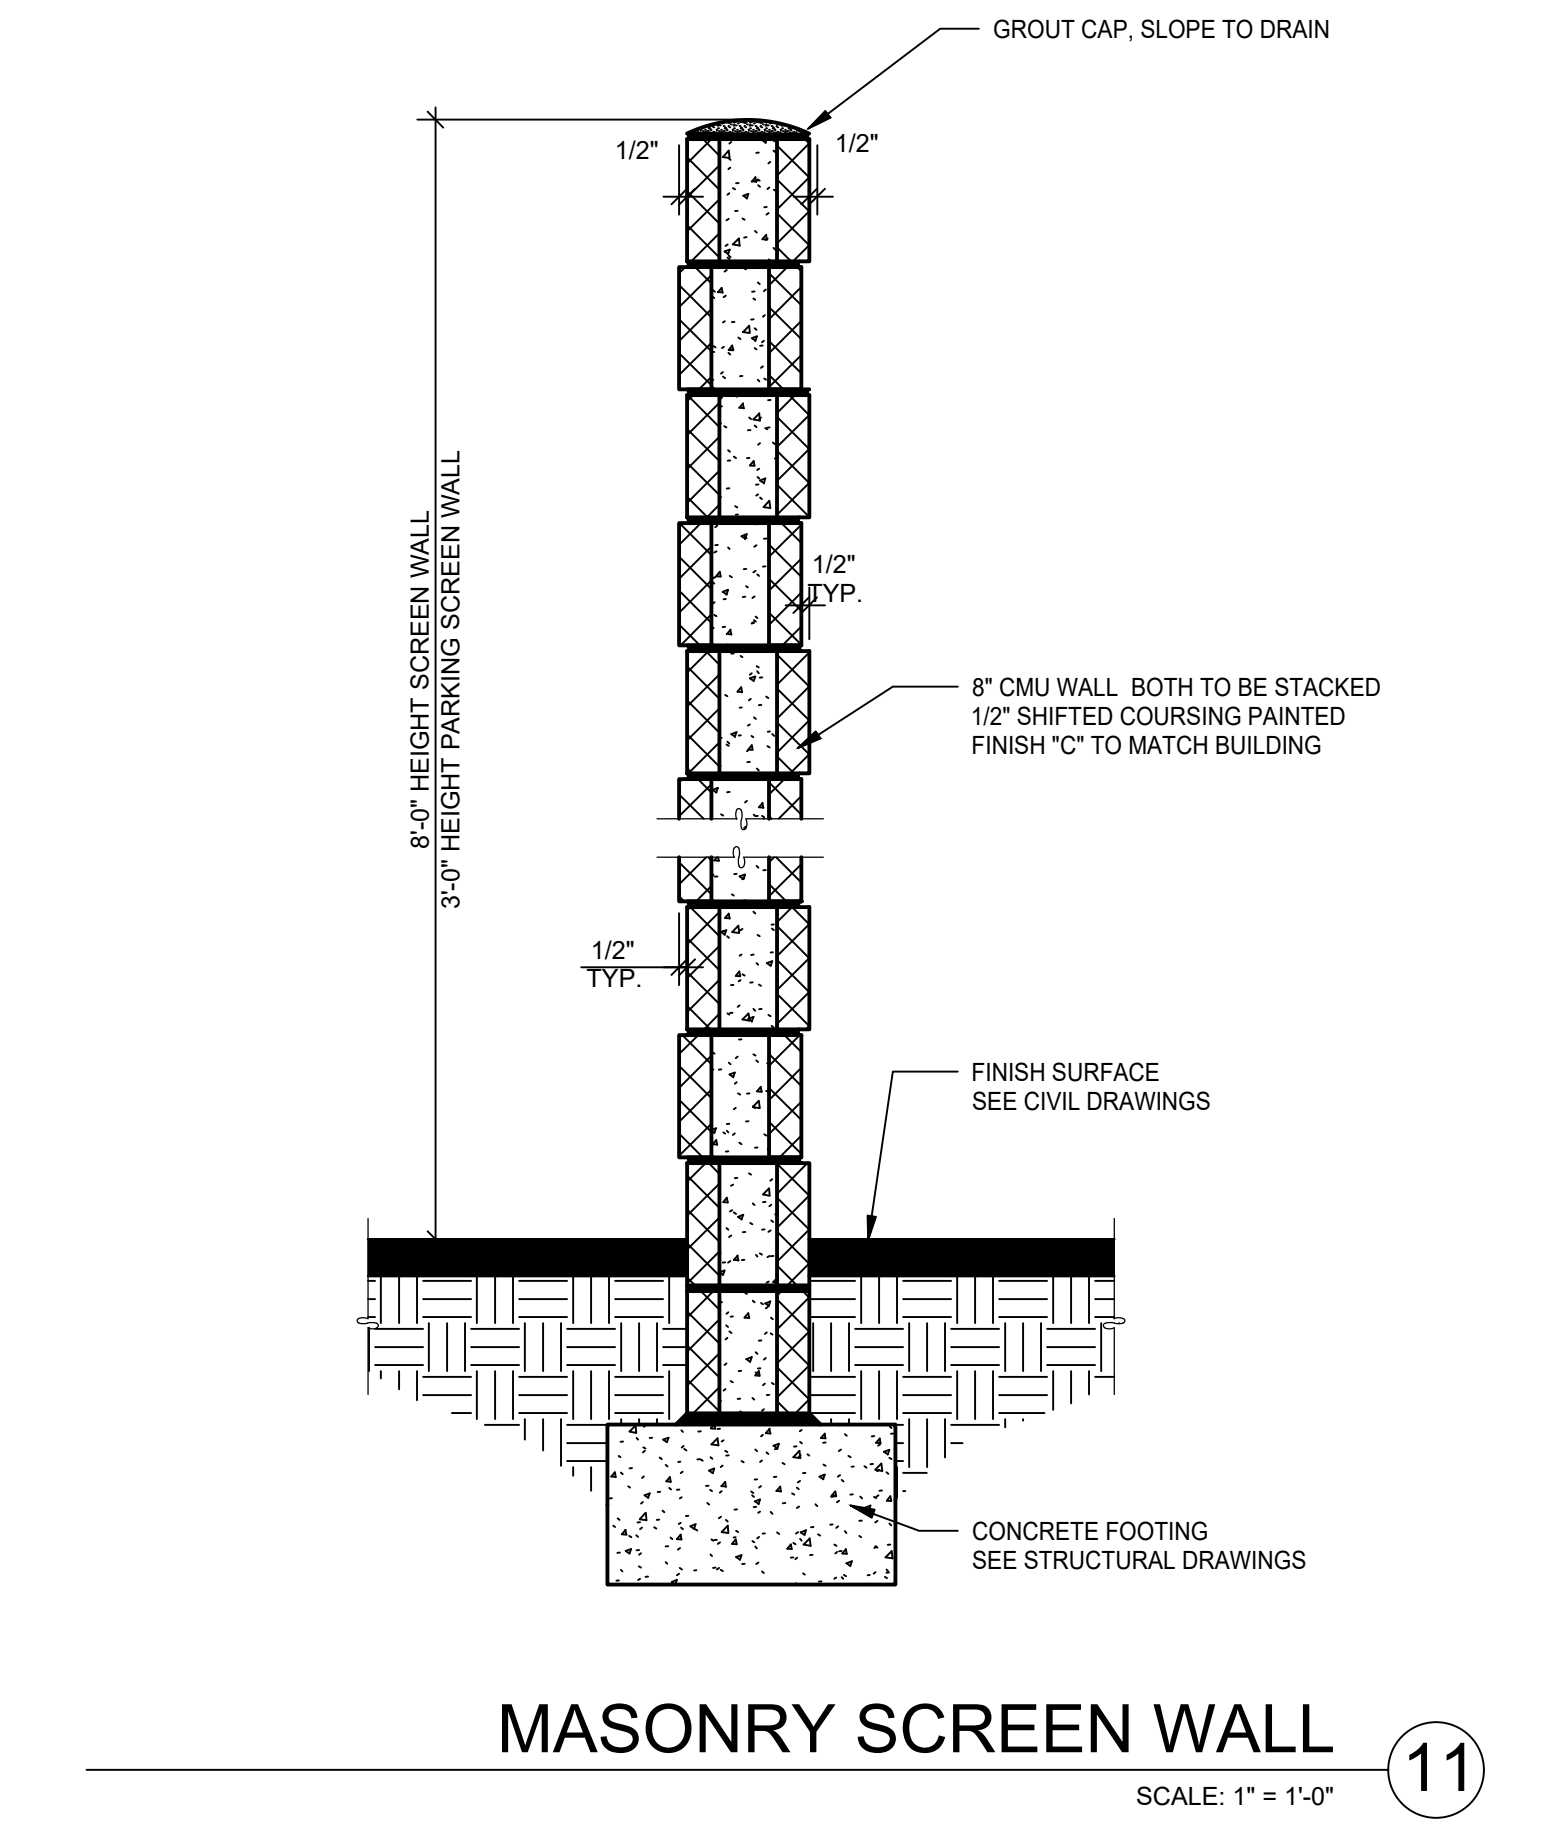 GROUT CAP, SLOPE TO DRAIN
1/2"
1/2"
8'-0" HEIGHT SCREEN WALL
3'-0" HEIGHT PARKING SCREEN WALL
1/2"
TYP.
8" CMU WALL  BOTH TO BE STACKED
1/2" SHIFTED COURSING PAINTED
FINISH "C" TO MATCH BUILDING
1/2"
TYP.
FINISH SURFACE
SEE CIVIL DRAWINGS
CONCRETE FOOTING
SEE STRUCTURAL DRAWINGS
MASONRY SCREEN WALL
11
SCALE: 1" = 1'-0"